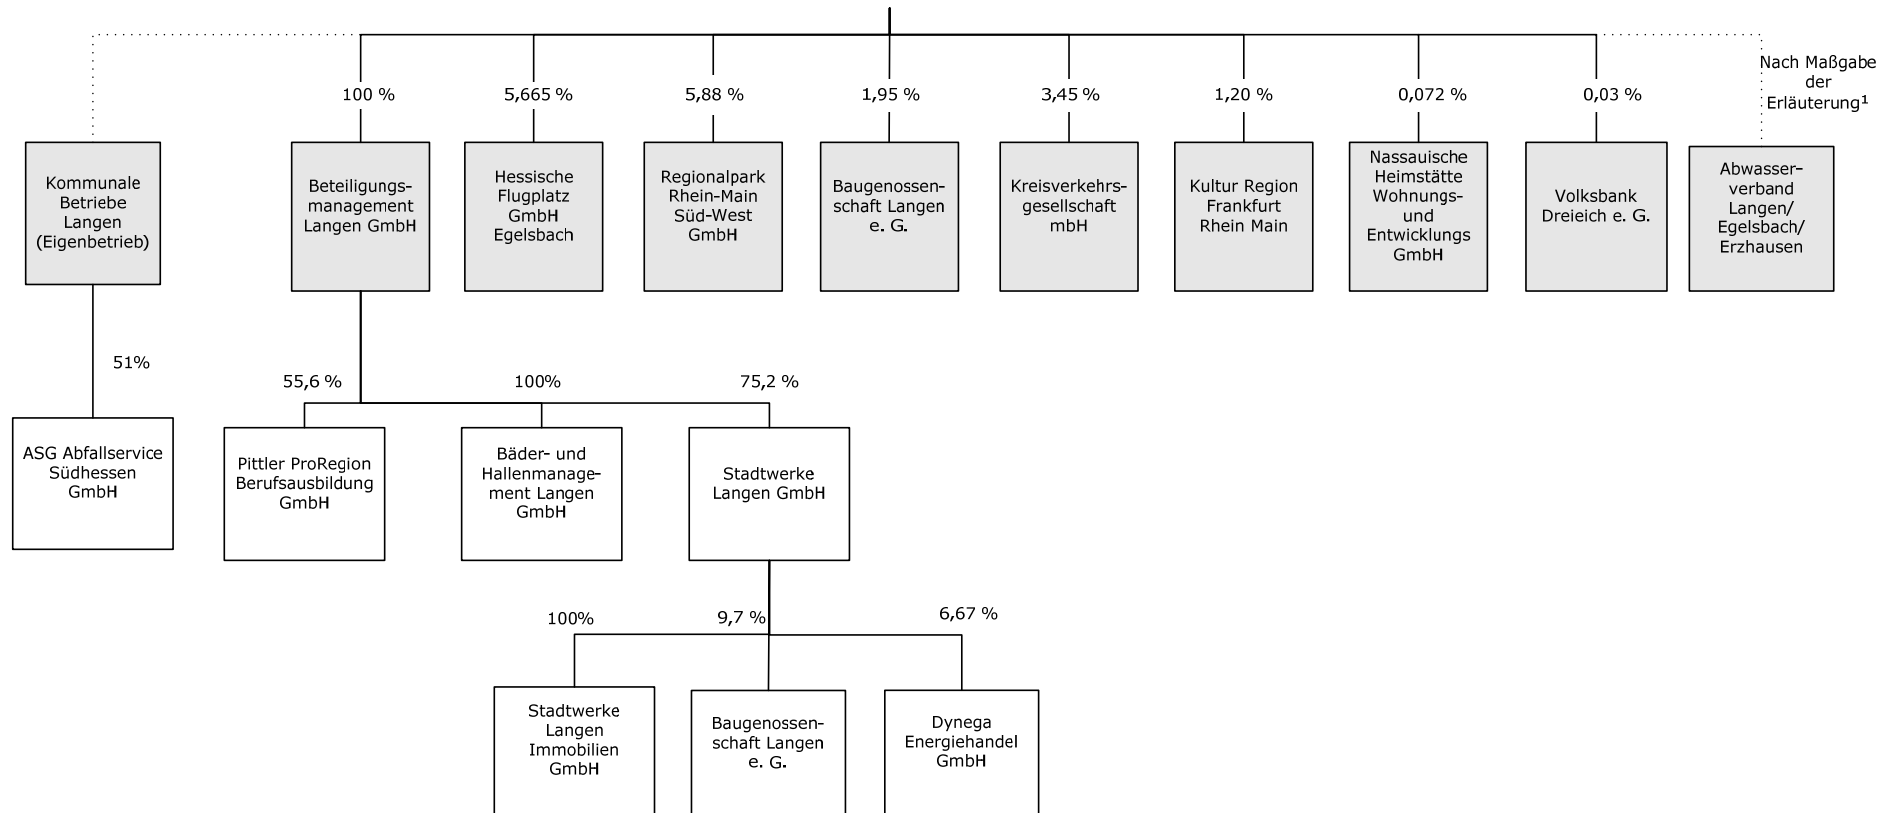 100 %
5,665 %
5,88 %
1,95 %
3,45 %
1,20 %
0,072 %
0,03 %
Nach Maßgabe
der
Erläuterung¹
Kommunale
Betriebe
Langen
(Eigenbetrieb)
Beteiligungs-
management
Langen GmbH
Hessische
Flugplatz
GmbH
Egelsbach
Regionalpark
Rhein-Main
Süd-West
GmbH
Baugenossen-
schaft Langen
e. G.
Kreisverkehrs-
gesellschaft
mbH
Kultur Region
Frankfurt
Rhein Main
Nassauische
Heimstätte
Wohnungs-
und
Entwicklungs
GmbH
Volksbank
Dreieich e. G.
Abwasser-
verband
Langen/
Egelsbach/
Erzhausen
51%
55,6 %
100%
75,2 %
ASG Abfallservice
Südhessen
GmbH
Pittler ProRegion
Berufsausbildung
GmbH
Bäder- und
Hallenmanage-
ment Langen
GmbH
Stadtwerke
Langen GmbH
100%
9,7 %
6,67 %
Stadtwerke
Langen
Immobilien
GmbH
Baugenossen-
schaft Langen
e. G.
Dynega
Energiehandel
GmbH